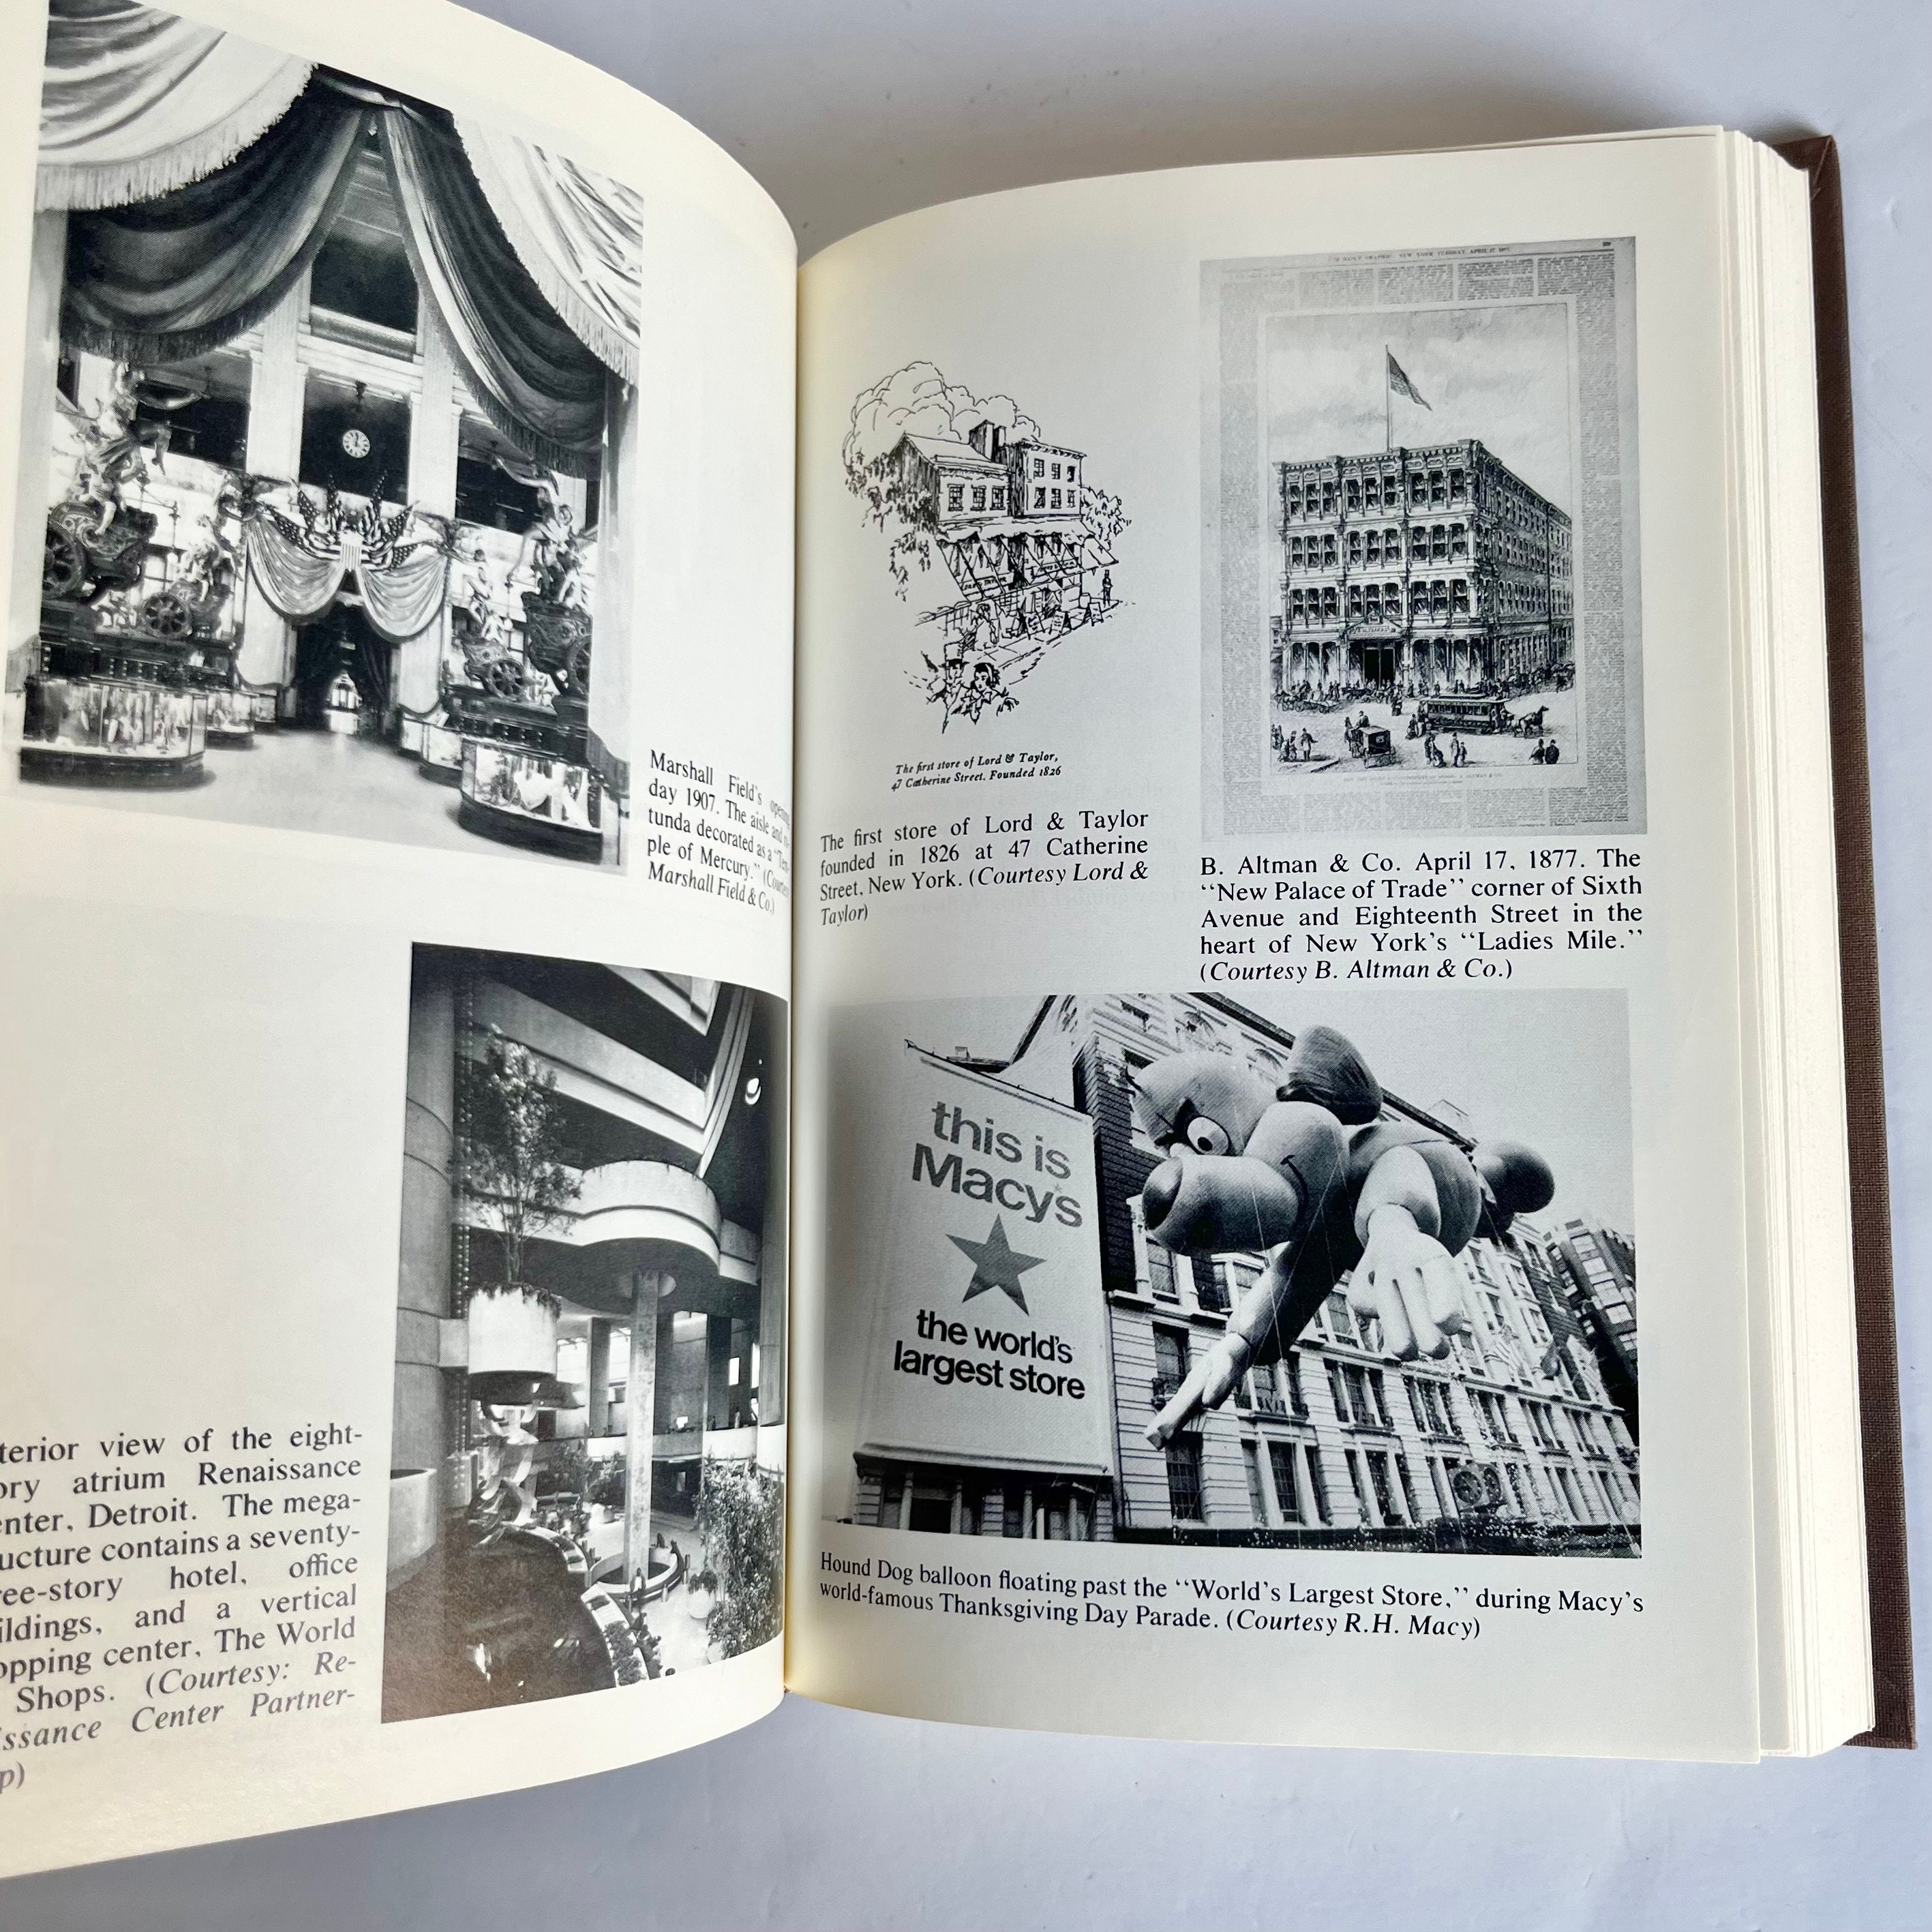 Marshall Field's opening
day 1907. The aisle and ro-
tunda decorated as a "Tem-
ple of Mercury." (Courtesy
Marshall Field & Co.)
terior view of the eight-
ory atrium Renaissance
enter, Detroit. The mega-
ucture contains a seventy-
ree-story hotel, office
ildings, and a vertical
opping center, The World
Shops. (Courtesy: Re-
issance Center Partner-
p)
The first store of Lord & Taylor,
47 Catherine Street. Founded 1826
The first store of Lord & Taylor
founded in 1826 at 47 Catherine
Street, New York. (Courtesy Lord &
Taylor)
B. Altman & Co. April 17, 1877. The
“New Palace of Trade” corner of Sixth
Avenue and Eighteenth Street in the
heart of New York's “Ladies Mile.”
(Courtesy B. Altman & Co.)
this is
Macy's
the world's
largest store
Hound Dog balloon floating past the “World's Largest Store,” during Macy's
world-famous Thanksgiving Day Parade. (Courtesy R.H. Macy)